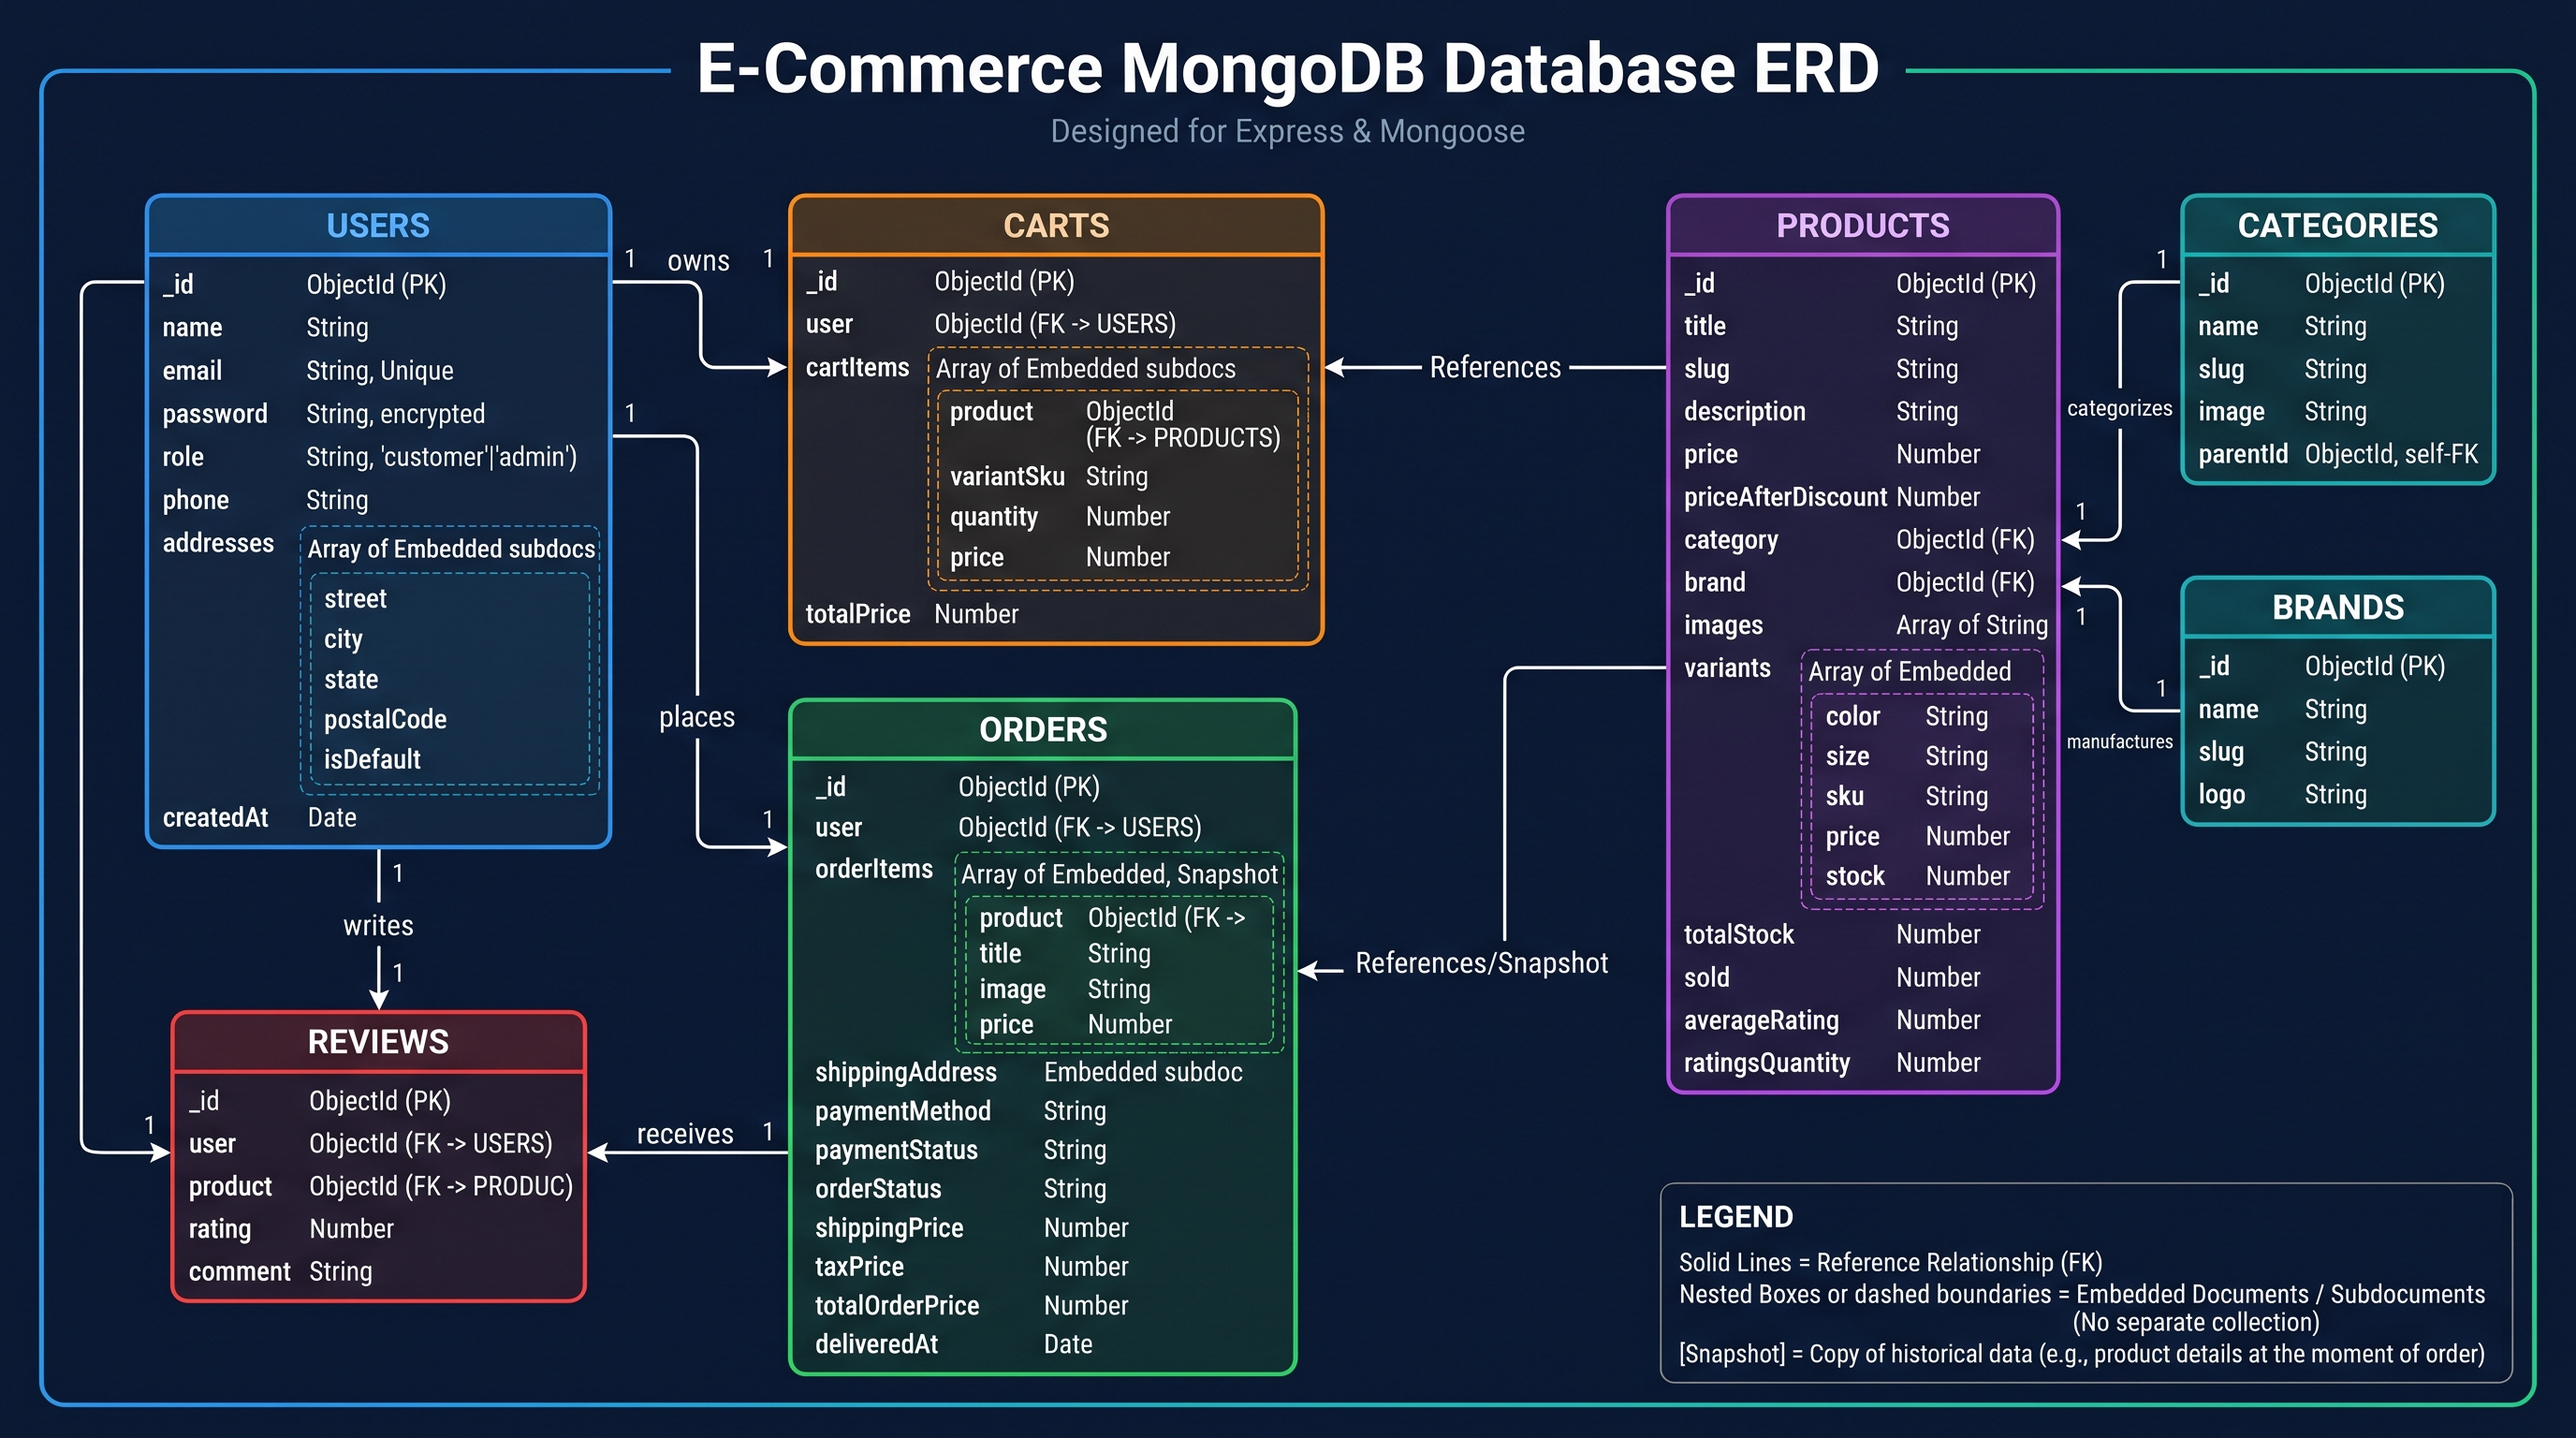 E-Commerce MongoDB Database ERD
Designed for Express & Mongoose
USERS
_id ObjectId (PK)
name String
email String, Unique
password String, encrypted
role String, 'customer'|'admin')
phone String
addresses Array of Embedded subdocs
street
city
state
postalCode
isDefault
createdAt Date
1 owns 1
1
places
1
1
writes
1
1
REVIEWS
_id ObjectId (PK)
user ObjectId (FK -> USERS)
product ObjectId (FK -> PRODUC)
rating Number
comment String
receives 1
CARTS
_id ObjectId (PK)
user ObjectId (FK -> USERS)
cartItems Array of Embedded subdocs
product ObjectId
(FK -> PRODUCTS)
variantSku String
quantity Number
price Number
totalPrice Number
References
ORDERS
_id ObjectId (PK)
user ObjectId (FK -> USERS)
orderItems Array of Embedded, Snapshot
product ObjectId (FK ->
title String
image String
price Number
shippingAddress Embedded subdoc
paymentMethod String
paymentStatus String
orderStatus String
shippingPrice Number
taxPrice Number
totalOrderPrice Number
deliveredAt Date
References/Snapshot
PRODUCTS
_id ObjectId (PK)
title String
slug String
description String
price Number
priceAfterDiscount Number
category ObjectId (FK)
brand ObjectId (FK)
images Array of String
variants Array of Embedded
color String
size String
sku String
price Number
stock Number
totalStock Number
sold Number
averageRating Number
ratingsQuantity Number
1
categorizes
1
1
1
manufactures
CATEGORIES
_id ObjectId (PK)
name String
slug String
image String
parentId ObjectId, self-FK
BRANDS
_id ObjectId (PK)
name String
slug String
logo String
LEGEND
Solid Lines = Reference Relationship (FK)
Nested Boxes or dashed boundaries = Embedded Documents / Subdocuments
(No separate collection)
[Snapshot] = Copy of historical data (e.g., product details at the moment of order)